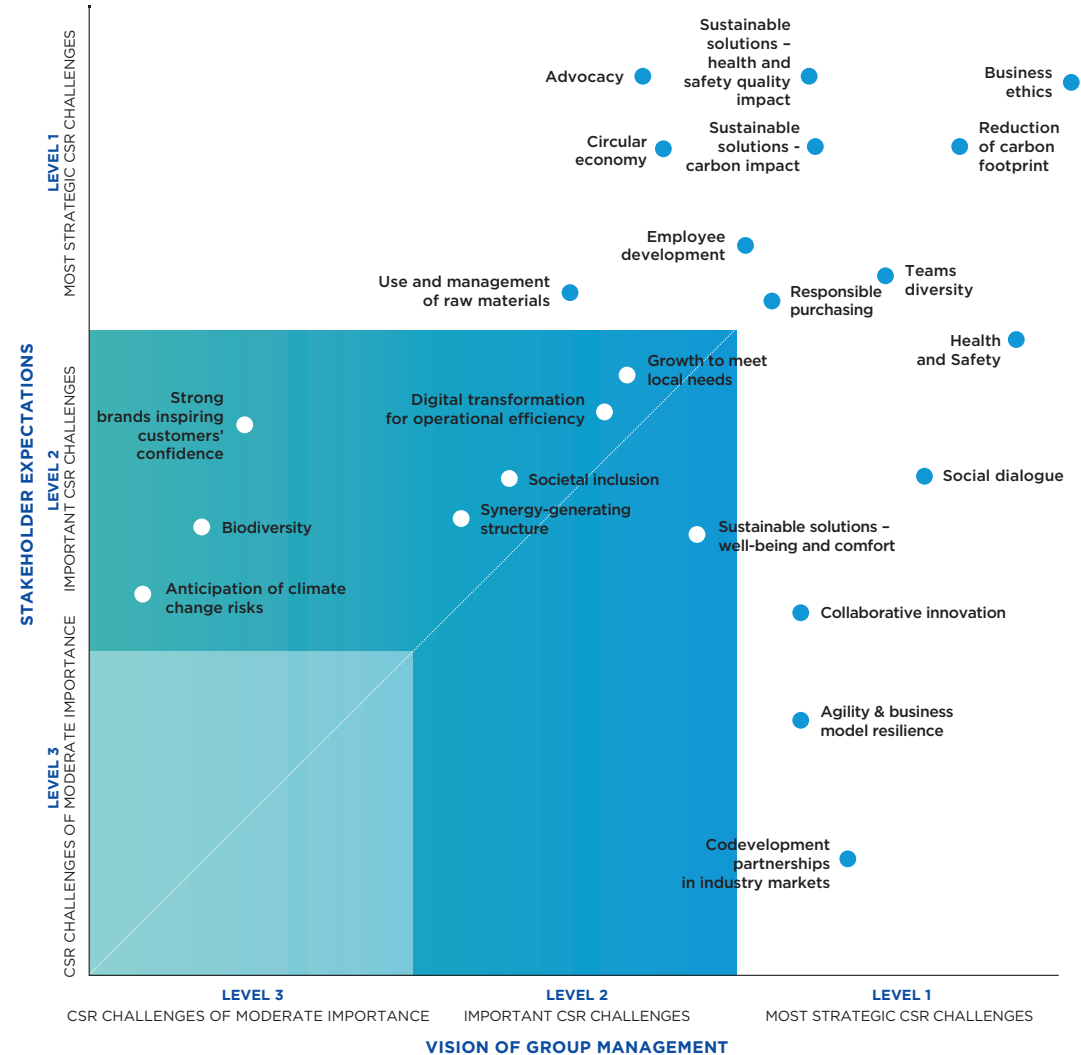 Sustainable
solutions –
health and
safety quality
impact
Advocacy
Business
ethics
Circular
economy
Sustainable
solutions -
carbon impact
Reduction
of carbon
footprint
Employee
development
Use and management
of raw materials
Responsible
purchasing
Teams
diversity
Health
and Safety
Growth to meet
local needs
Digital transformation
for operational efficiency
Strong
brands inspiring
customers’
confidence
Societal inclusion
Social dialogue
Synergy-generating
structure
Biodiversity
Sustainable solutions –
well-being and comfort
Anticipation of climate
change risks
Collaborative innovation
Agility & business
model resilience
Codevelopment
partnerships
in industry markets
STAKEHOLDER EXPECTATIONS
LEVEL 1
MOST STRATEGIC CSR CHALLENGES
LEVEL 2
IMPORTANT CSR CHALLENGES
LEVEL 3
CSR CHALLENGES OF MODERATE IMPORTANCE
LEVEL 3
CSR CHALLENGES OF MODERATE IMPORTANCE
LEVEL 2
IMPORTANT CSR CHALLENGES
LEVEL 1
MOST STRATEGIC CSR CHALLENGES
VISION OF GROUP MANAGEMENT